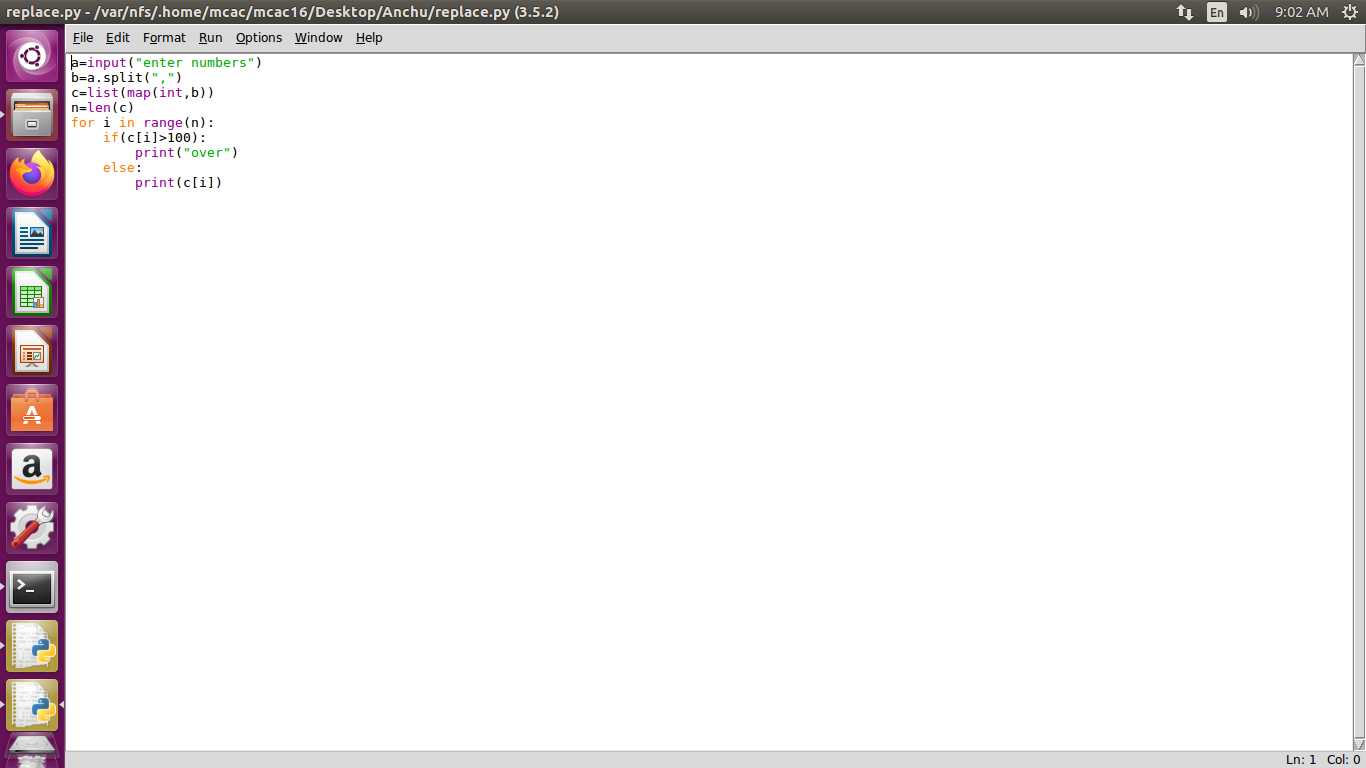 replace.py - /var/nfs/.home/mcac/mcac16/Desktop/Anchu/replace.py (3.5.2)
En
9:02 AM
File Edit Format Run Options Window Help
a=input("enter numbers")
b=a.split(",")
c=list(map(int,b))
n=len(c)
for i in range(n):
    if(c[i]>100):
        print("over")
    else:
        print(c[i])
Ln: 1 Col: 0